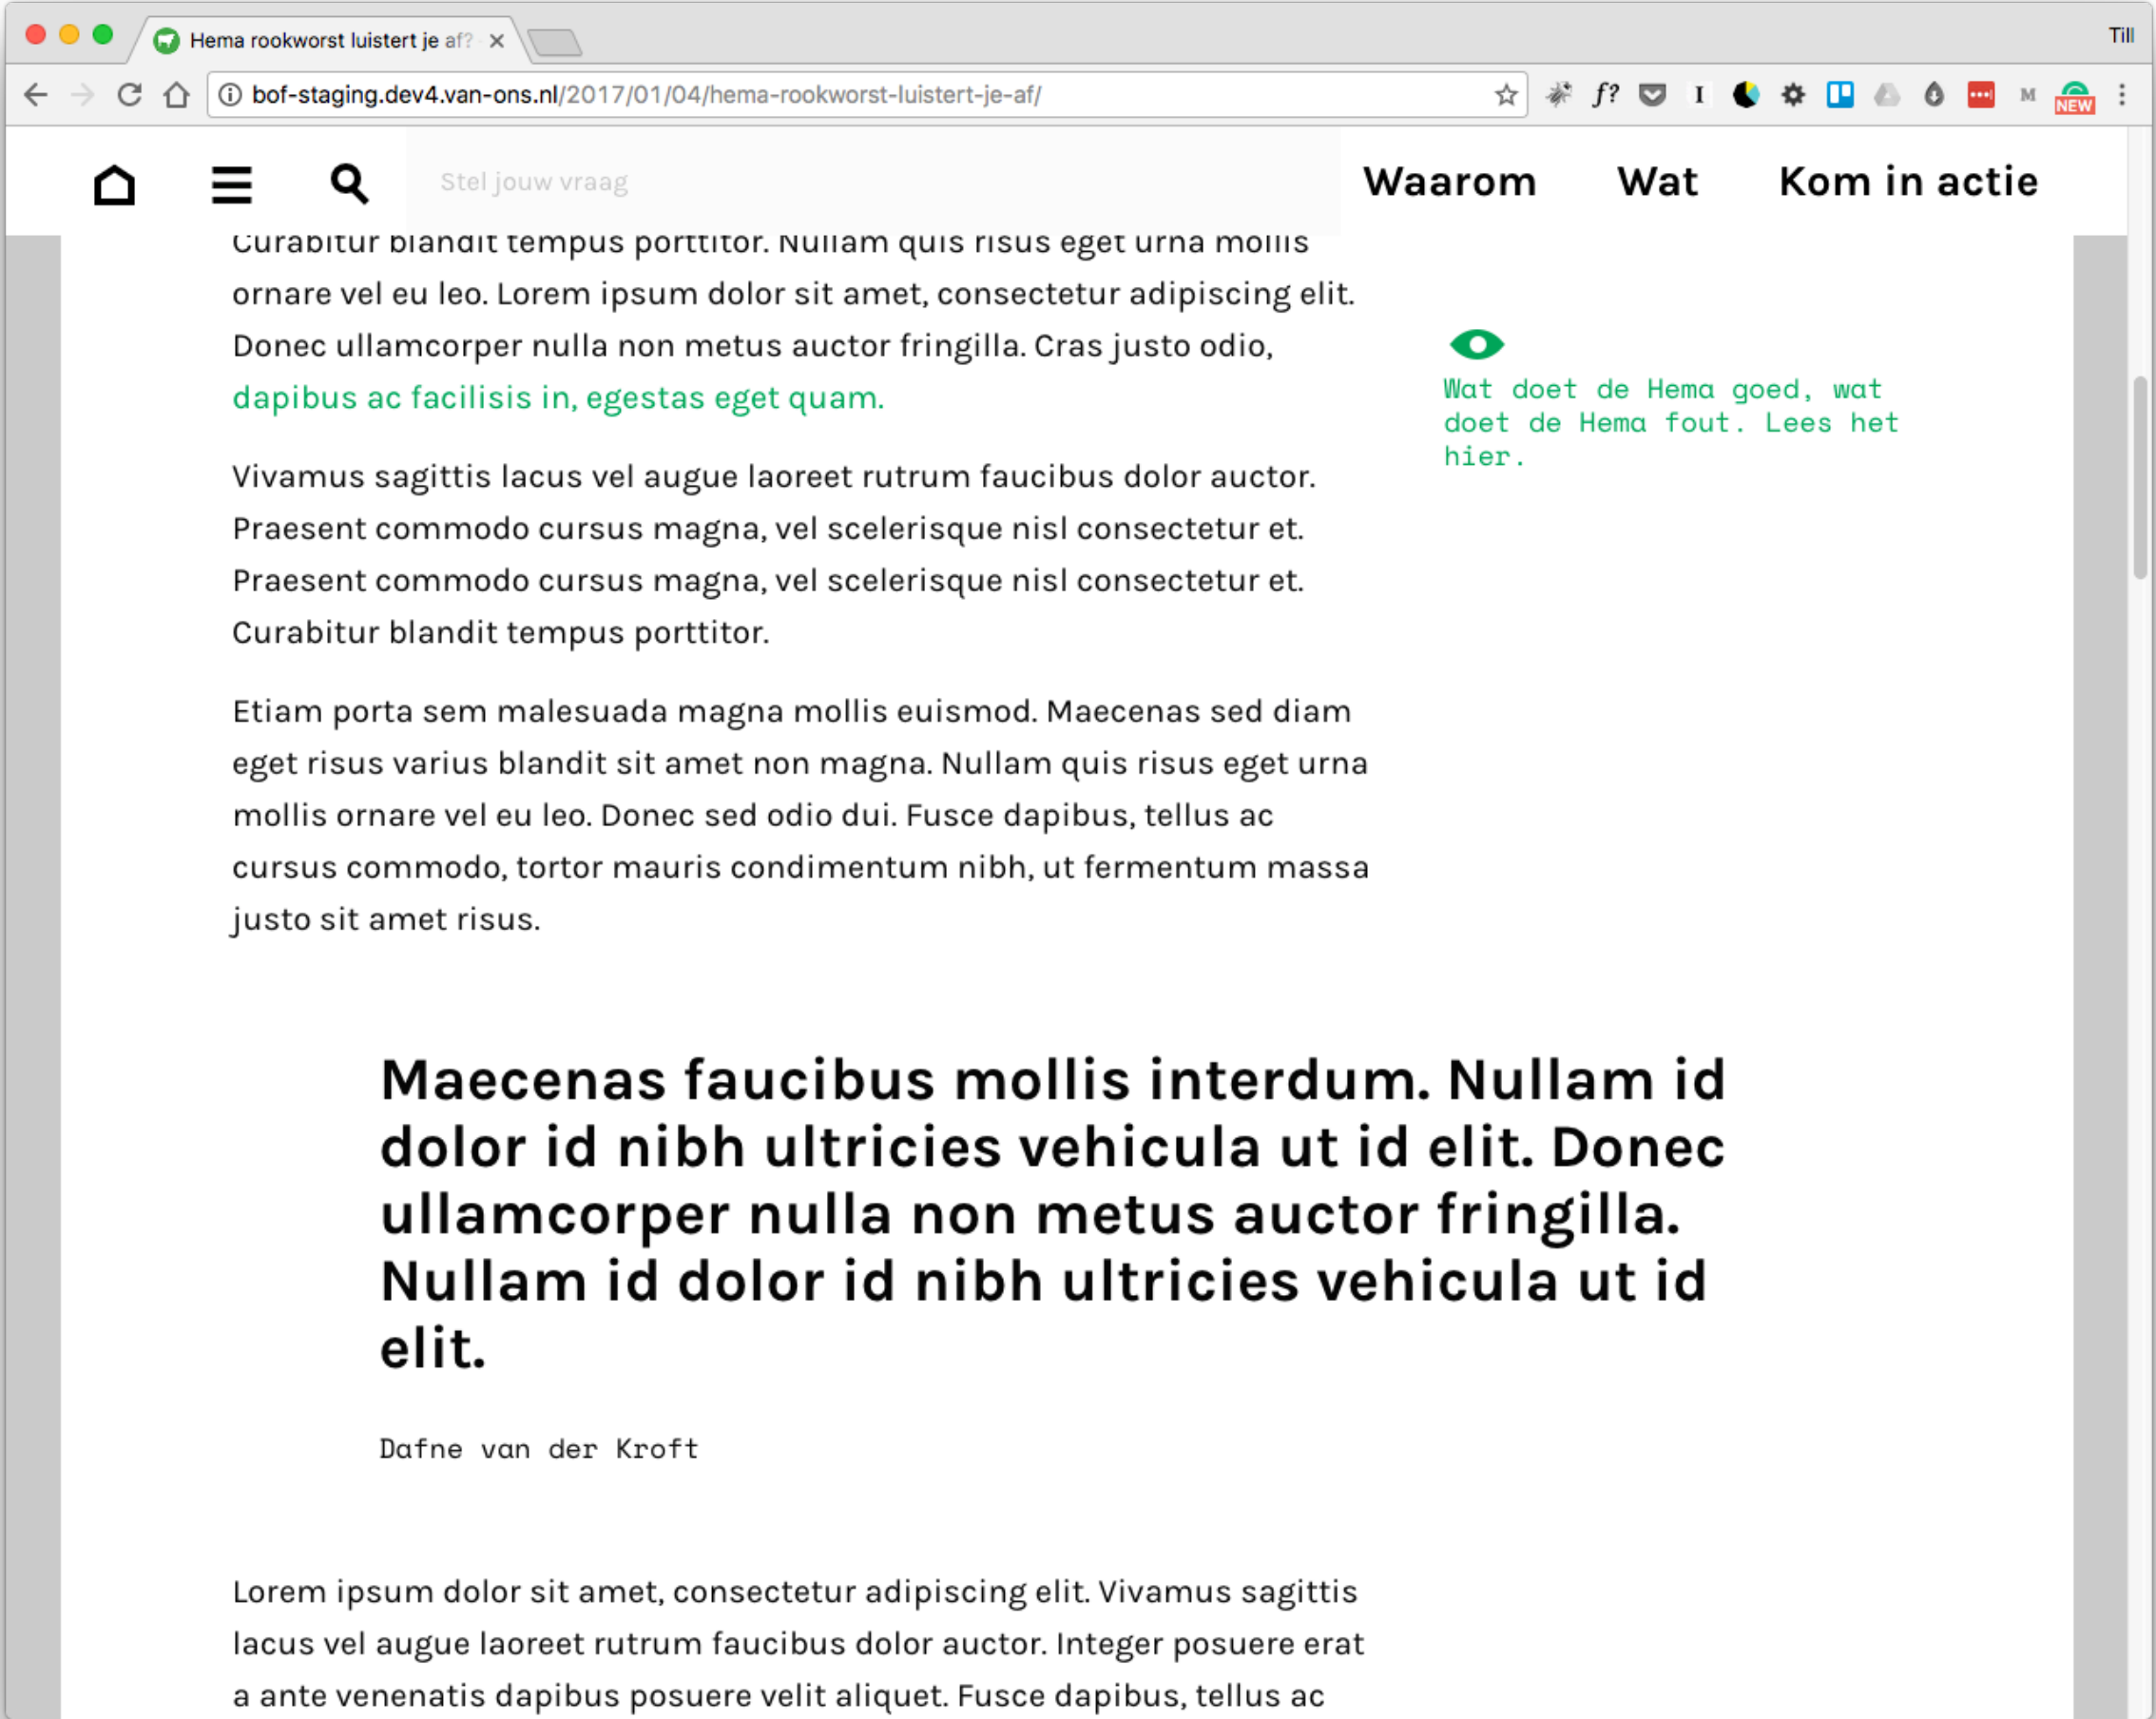 Hema rookworst luistert je af?
Till
bof-staging.dev4.van-ons.nl/2017/01/04/hema-rookworst-luistert-je-af/
f?
I
M
NEW
Stel jouw vraag
Waarom
Wat
Kom in actie
Curabitur blandit tempus porttitor. Nullam quis risus eget urna mollis
ornare vel eu leo. Lorem ipsum dolor sit amet, consectetur adipiscing elit.
Donec ullamcorper nulla non metus auctor fringilla. Cras justo odio,
dapibus ac facilisis in, egestas eget quam.
Wat doet de Hema goed, wat
doet de Hema fout. Lees het
hier.
Vivamus sagittis lacus vel augue laoreet rutrum faucibus dolor auctor.
Praesent commodo cursus magna, vel scelerisque nisl consectetur et.
Praesent commodo cursus magna, vel scelerisque nisl consectetur et.
Curabitur blandit tempus porttitor.
Etiam porta sem malesuada magna mollis euismod. Maecenas sed diam
eget risus varius blandit sit amet non magna. Nullam quis risus eget urna
mollis ornare vel eu leo. Donec sed odio dui. Fusce dapibus, tellus ac
cursus commodo, tortor mauris condimentum nibh, ut fermentum massa
justo sit amet risus.
Maecenas faucibus mollis interdum. Nullam id
dolor id nibh ultricies vehicula ut id elit. Donec
ullamcorper nulla non metus auctor fringilla.
Nullam id dolor id nibh ultricies vehicula ut id
elit.
Dafne van der Kroft
Lorem ipsum dolor sit amet, consectetur adipiscing elit. Vivamus sagittis
lacus vel augue laoreet rutrum faucibus dolor auctor. Integer posuere erat
a ante venenatis dapibus posuere velit aliquet. Fusce dapibus, tellus ac